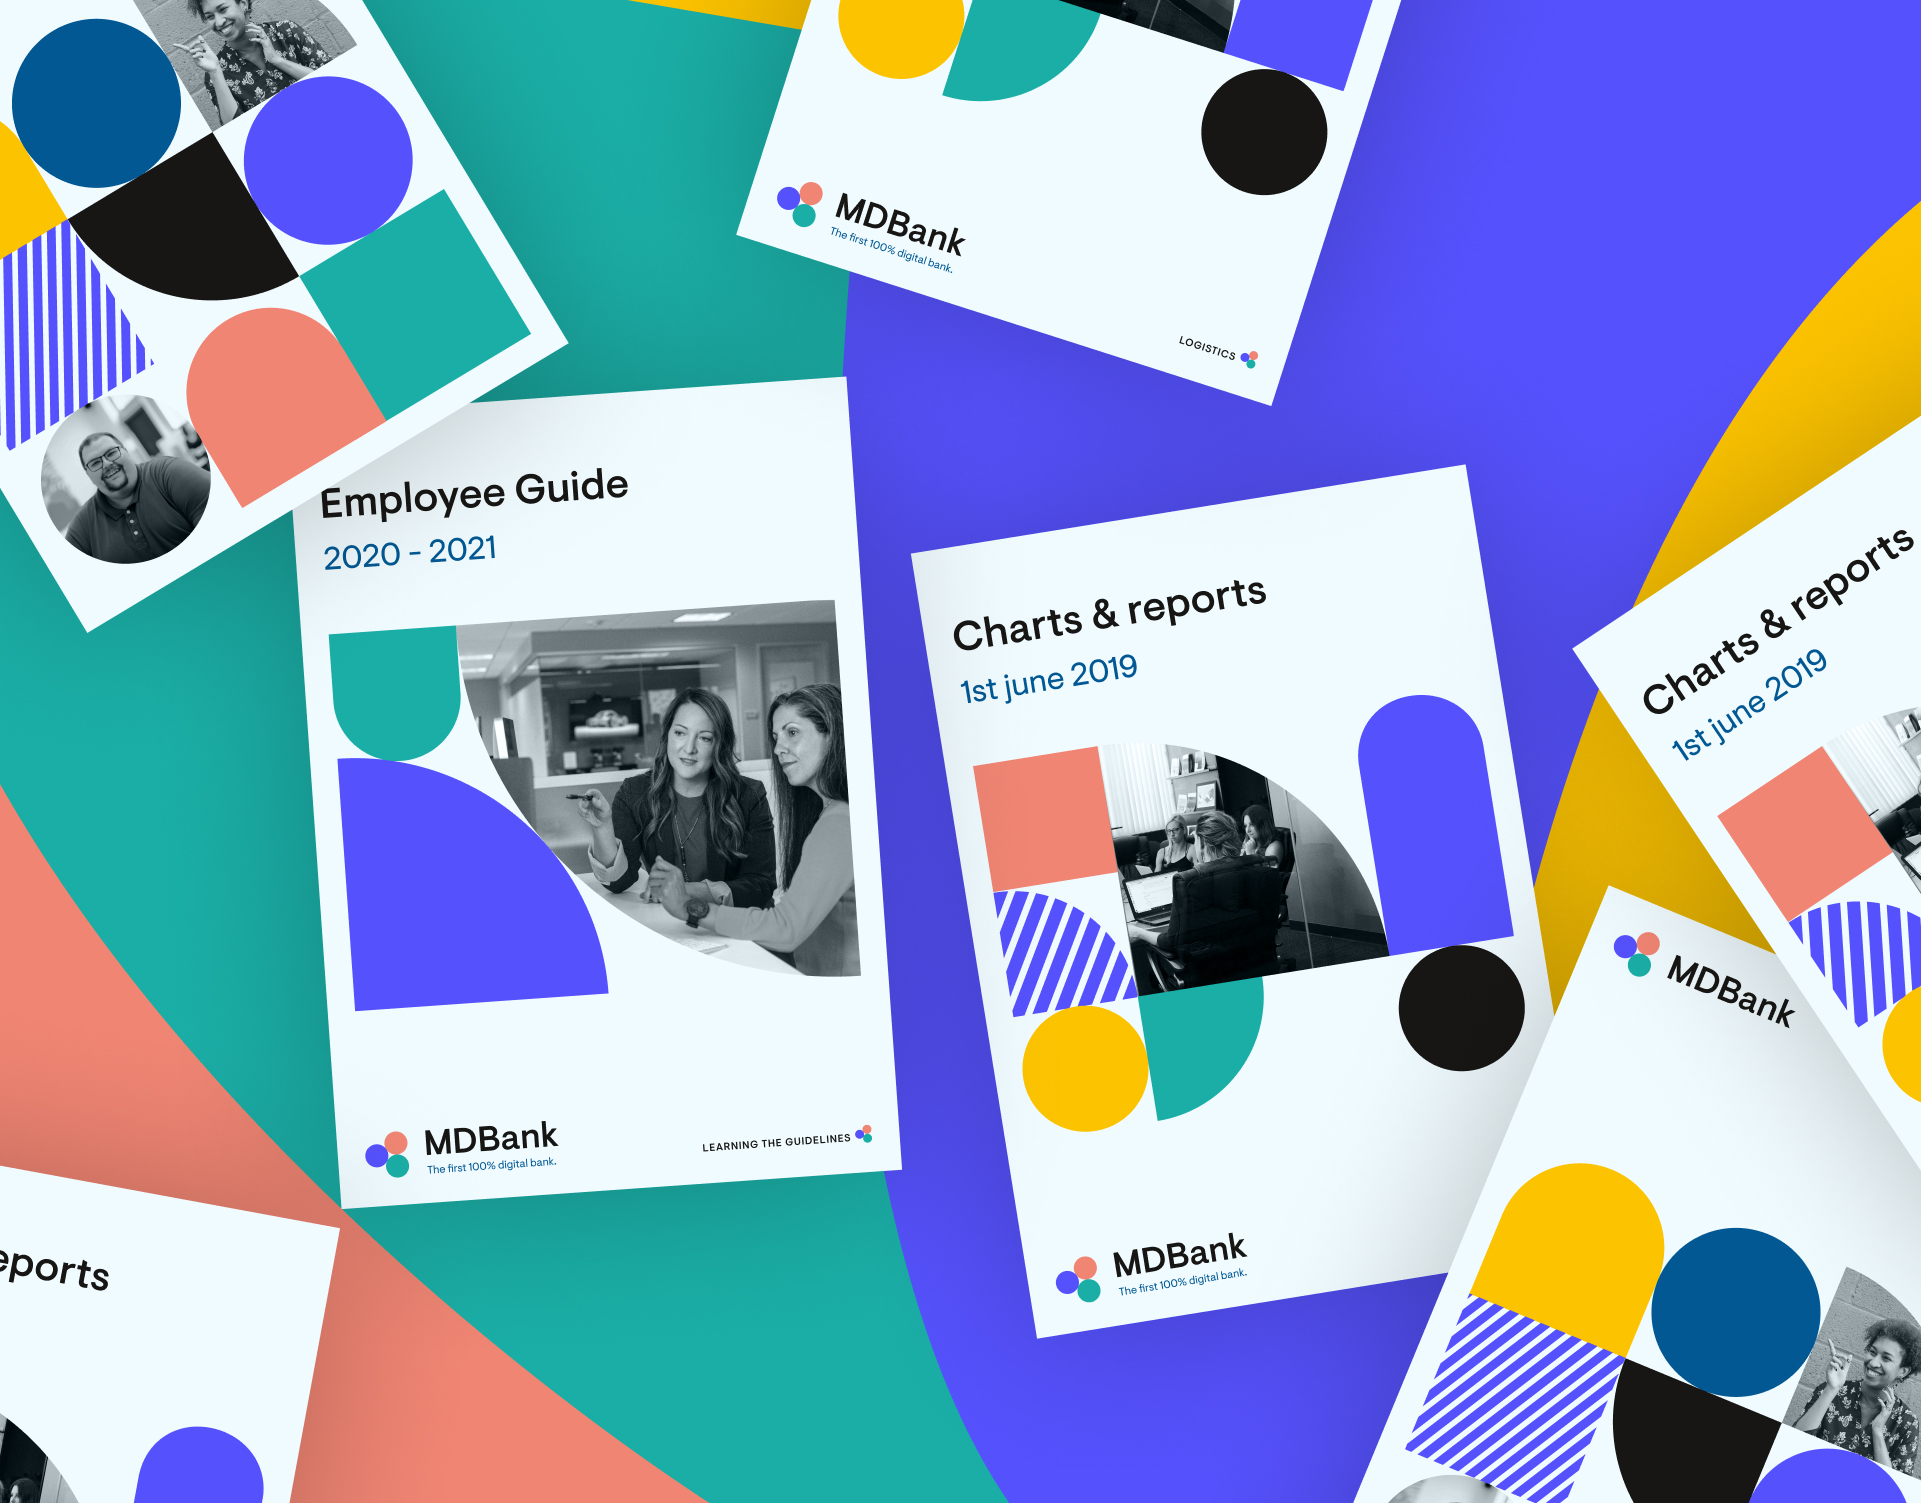 MDBank
The first 100% digital bank.
LOGISTICS
Employee Guide
2020 - 2021
MDBank
The first 100% digital bank.
LEARNING THE GUIDELINES
Charts & reports
1st june 2019
MDBank
The first 100% digital bank.
Charts & reports
1st june 2019
MDBank
eports